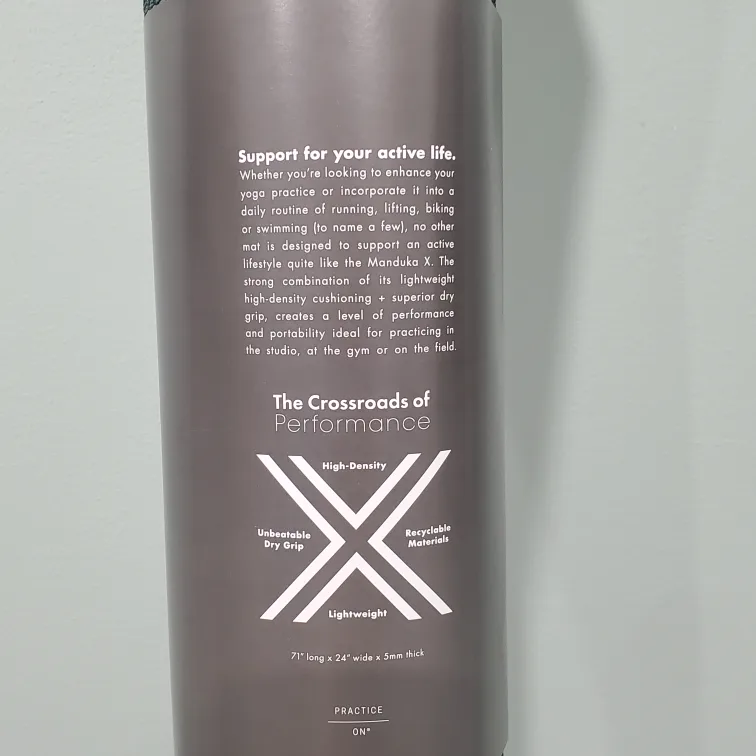 Support for your active life.
Whether you're looking to enhance your
yoga practice or incorporate it into a
daily routine of running, lifting, biking
or swimming (to name a few), no other
mat is designed to support an active
lifestyle quite like the Manduka X. The
strong combination of its lightweight
high-density cushioning + superior dry
grip, creates a level of performance
and portability ideal for practicing in
the studio, at the gym or on the field.
The Crossroads of
Performance
High-Density
Unbeatable
Dry Grip
Recyclable
Materials
Lightweight
71" long x 24" wide x 5mm thick
PRACTICE
ON®